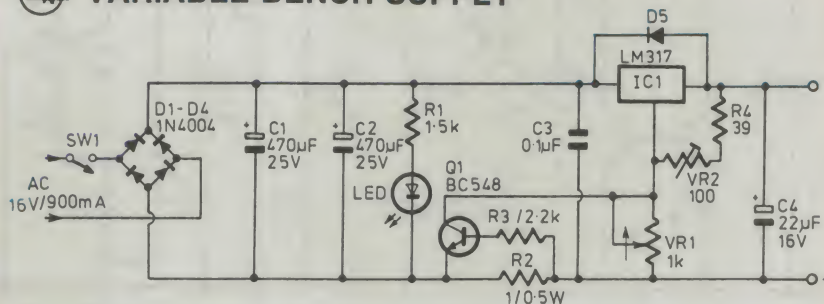 VARIABLE BENCH SUPPLY
D5
LM317
IC1
D1-D4
1N4004
SW1
AC
16V/900mA
C1
470µF
25V
C2
470µF
25V
R1
1·5k
LED
C3
0·1µF
Q1
BC548
R3/2·2k
R2
1/0·5W
R4
39
VR2
100
VR1
1k
C4
22µF
16V